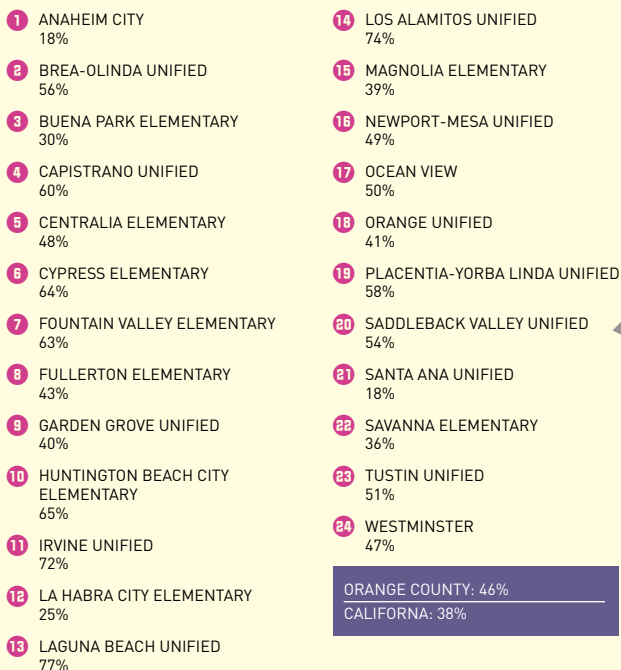 1 ANAHEIM CITY
18%
2 BREA-OLINDA UNIFIED
56%
3 BUENA PARK ELEMENTARY
30%
4 CAPISTRANO UNIFIED
60%
5 CENTRALIA ELEMENTARY
48%
6 CYPRESS ELEMENTARY
64%
7 FOUNTAIN VALLEY ELEMENTARY
63%
8 FULLERTON ELEMENTARY
43%
9 GARDEN GROVE UNIFIED
40%
10 HUNTINGTON BEACH CITY
ELEMENTARY
65%
11 IRVINE UNIFIED
72%
12 LA HABRA CITY ELEMENTARY
25%
13 LAGUNA BEACH UNIFIED
77%
14 LOS ALAMITOS UNIFIED
74%
15 MAGNOLIA ELEMENTARY
39%
16 NEWPORT-MESA UNIFIED
49%
17 OCEAN VIEW
50%
18 ORANGE UNIFIED
41%
19 PLACENTIA-YORBA LINDA UNIFIED
58%
20 SADDLEBACK VALLEY UNIFIED
54%
21 SANTA ANA UNIFIED
18%
22 SAVANNA ELEMENTARY
36%
23 TUSTIN UNIFIED
51%
24 WESTMINSTER
47%
ORANGE COUNTY: 46%
CALIFORNA: 38%